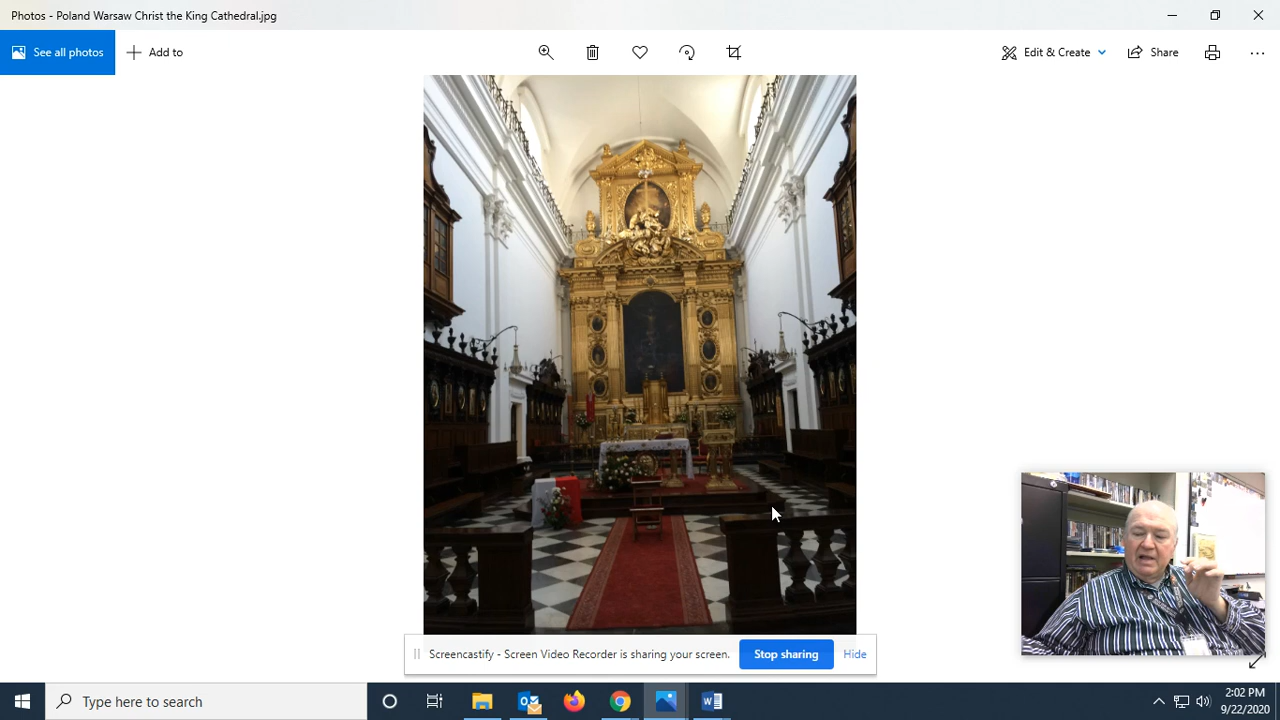 Photos - Poland Warsaw Christ the King Cathedral.jpg
See all photos
Add to
Edit & Create
Share
Screencastify - Screen Video Recorder is sharing your screen.
Stop sharing
Hide
Type here to search
2:02 PM
9/22/2020